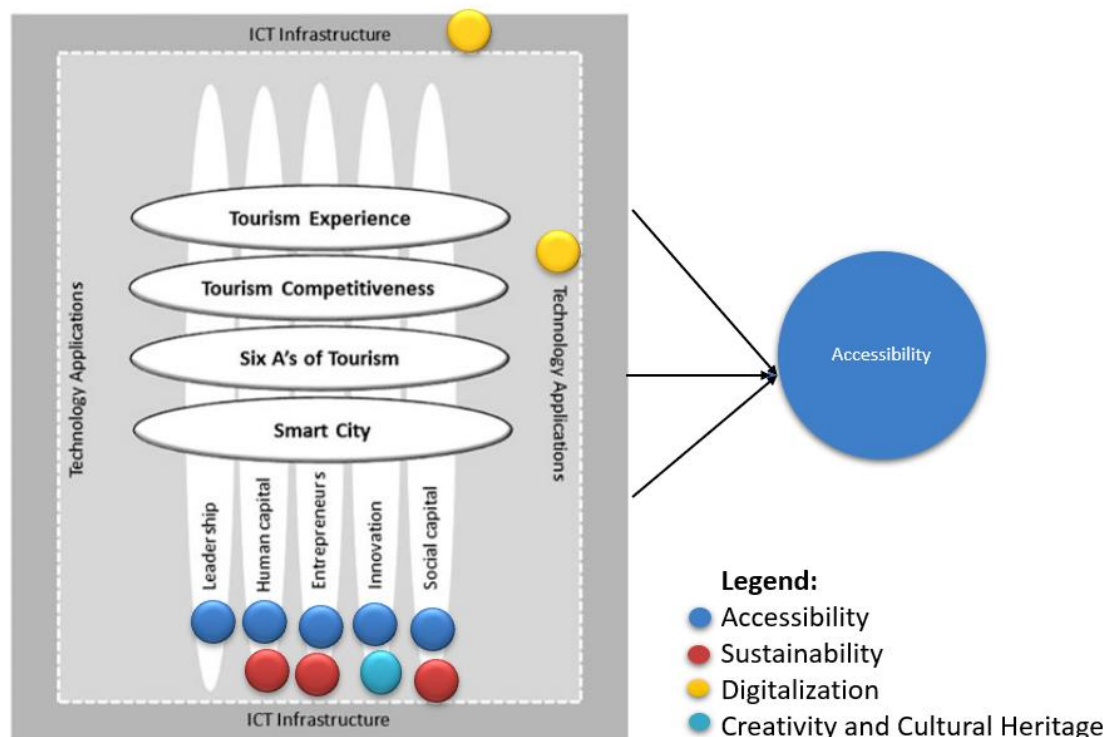 ICT Infrastructure
Tourism Experience
Tourism Competitiveness
Six A's of Tourism
Smart City
Technology Applications
Technology Applications
Leadership
Human capital
Entrepreneurs
Innovation
Social capital
ICT Infrastructure
Accessibility
Legend:
Accessibility
Sustainability
Digitalization
Creativity and Cultural Heritage